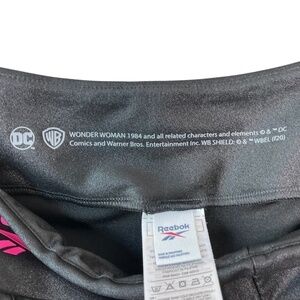 DC WB WONDER WOMAN 1984 and all related characters and elements © & ™ DC
Comics and Warner Bros. Entertainment Inc. WB SHIELD: © & ™ WBEI. (s20)
Reebok